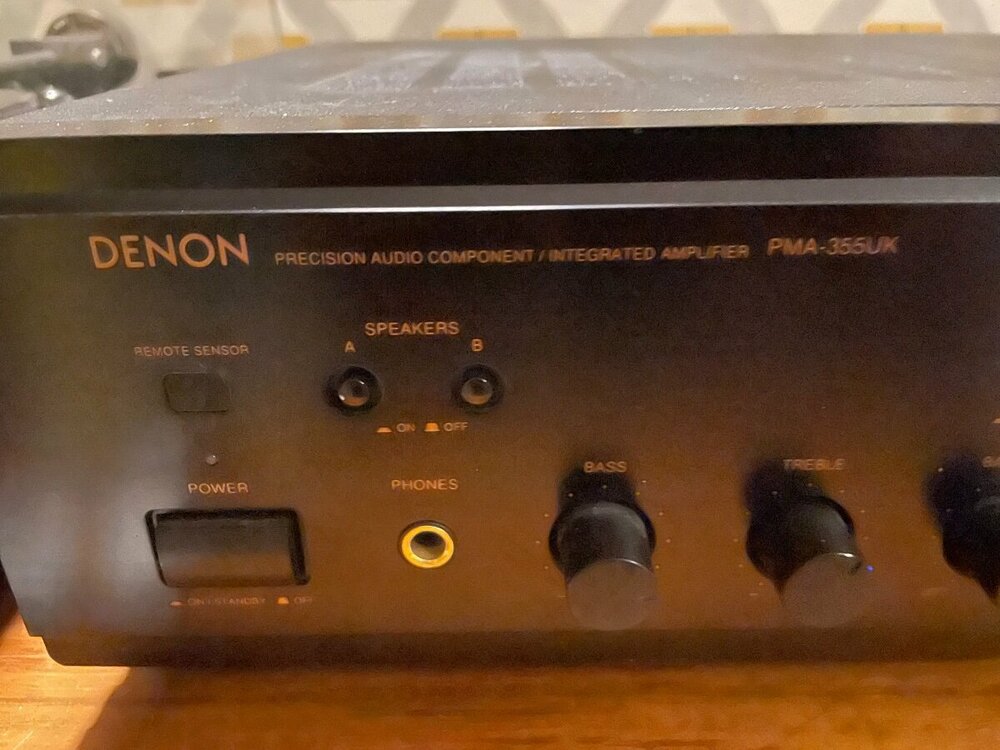 DENON PRECISION AUDIO COMPONENT / INTEGRATED AMPLIFIER PMA-355UK
SPEAKERS
A B
REMOTE SENSOR
ON OFF
POWER
PHONES
BASS
TREBLE
ON / STANDBY OFF